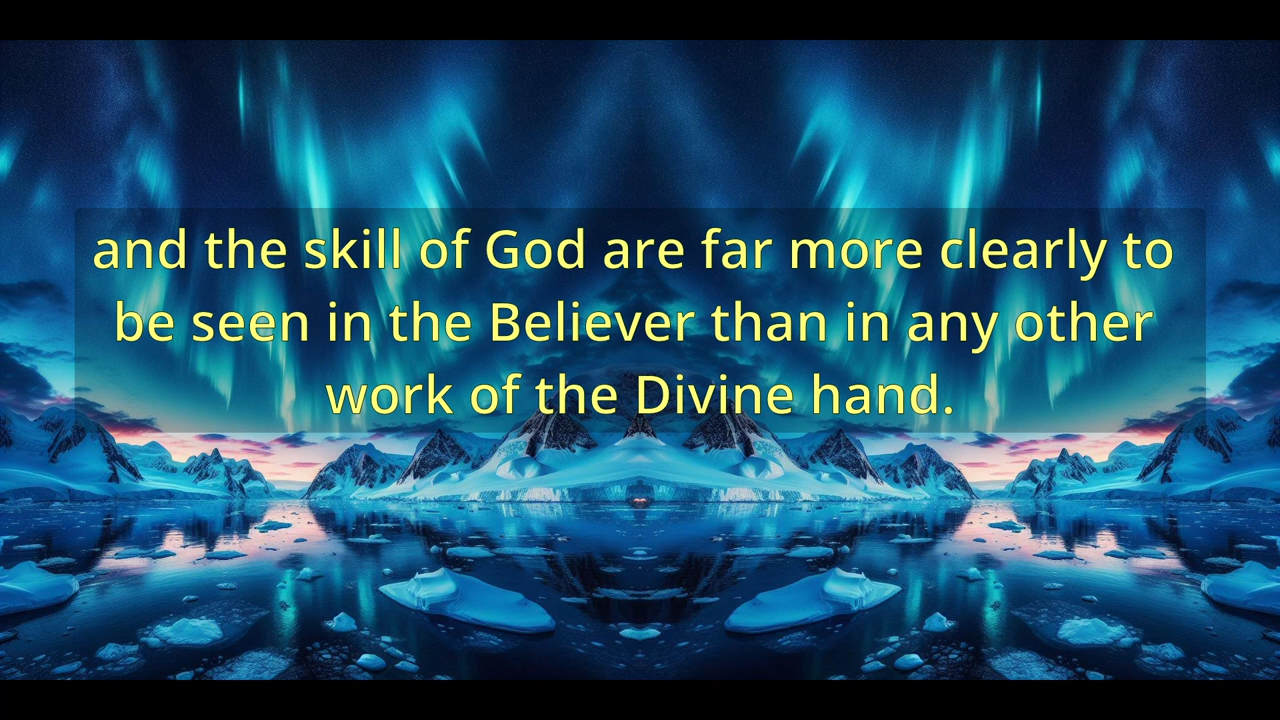 and the skill of God are far more clearly to
be seen in the Believer than in any other
work of the Divine hand.